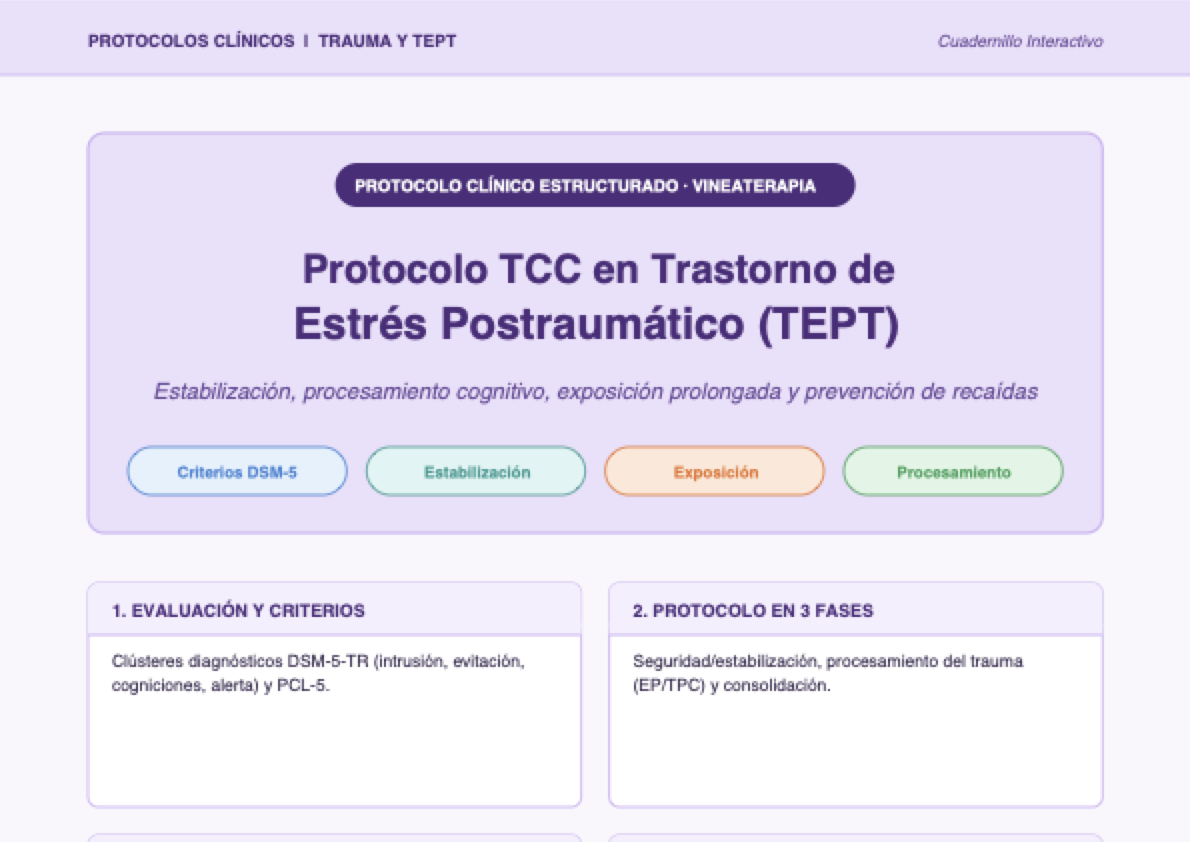 PROTOCOLOS CLÍNICOS | TRAUMA Y TEPT
Cuadernillo Interactivo
PROTOCOLO CLÍNICO ESTRUCTURADO · VINEATERAPIA
Protocolo TCC en Trastorno de
Estrés Postraumático (TEPT)
Estabilización, procesamiento cognitivo, exposición prolongada y prevención de recaídas
Criterios DSM-5
Estabilización
Exposición
Procesamiento
1. EVALUACIÓN Y CRITERIOS
Clústeres diagnósticos DSM-5-TR (intrusión, evitación,
cogniciones, alerta) y PCL-5.
2. PROTOCOLO EN 3 FASES
Seguridad/estabilización, procesamiento del trauma
(EP/TPC) y consolidación.